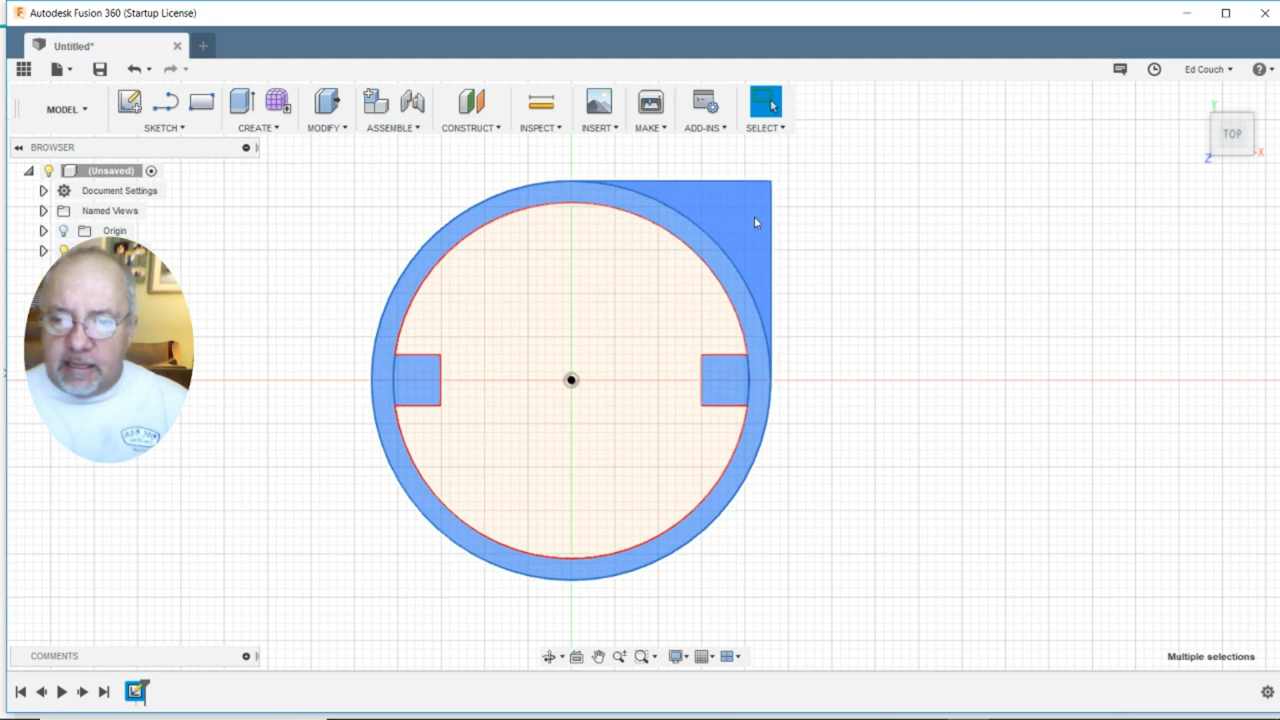 Autodesk Fusion 360 (Startup License)
Untitled*
Ed Couch
MODEL
SKETCH
CREATE
MODIFY
ASSEMBLE
CONSTRUCT
INSPECT
INSERT
MAKE
ADD-INS
SELECT
TOP
Y
X
Z
BROWSER
(Unsaved)
Document Settings
Named Views
Origin
COMMENTS
Multiple selections